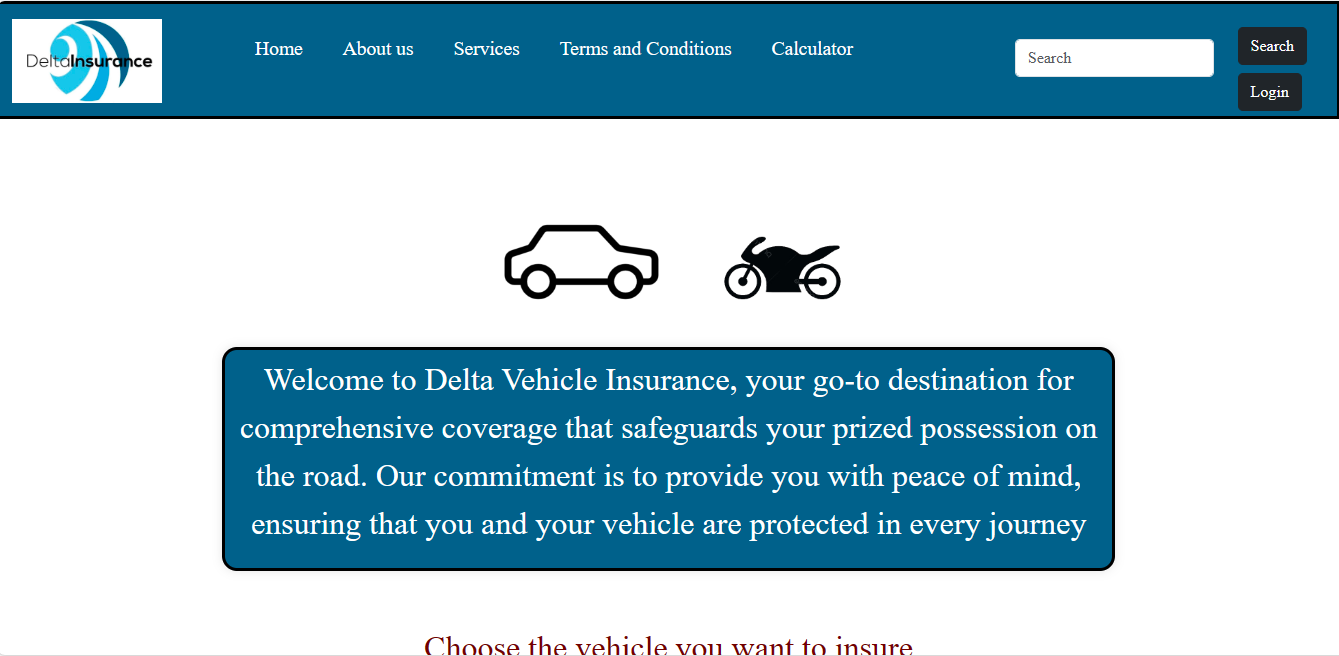 DeltaInsurance
Home About us Services Terms and Conditions Calculator
Search
Search
Login
Welcome to Delta Vehicle Insurance, your go-to destination for
comprehensive coverage that safeguards your prized possession on
the road. Our commitment is to provide you with peace of mind,
ensuring that you and your vehicle are protected in every journey
Choose the vehicle you want to insure